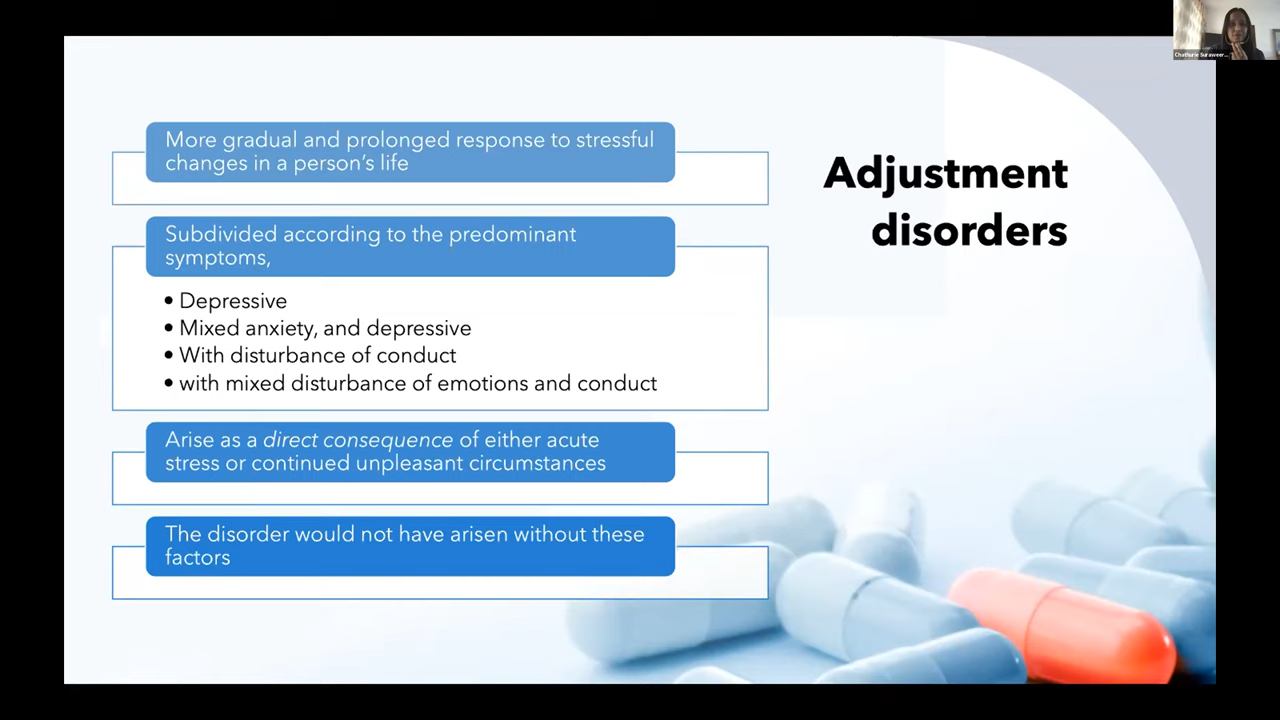 Adjustment
disorders
More gradual and prolonged response to stressful
changes in a person's life
Subdivided according to the predominant
symptoms,
• Depressive
• Mixed anxiety, and depressive
• With disturbance of conduct
• with mixed disturbance of emotions and conduct
Arise as a direct consequence of either acute
stress or continued unpleasant circumstances
The disorder would not have arisen without these
factors
Chathurie Suraweer...